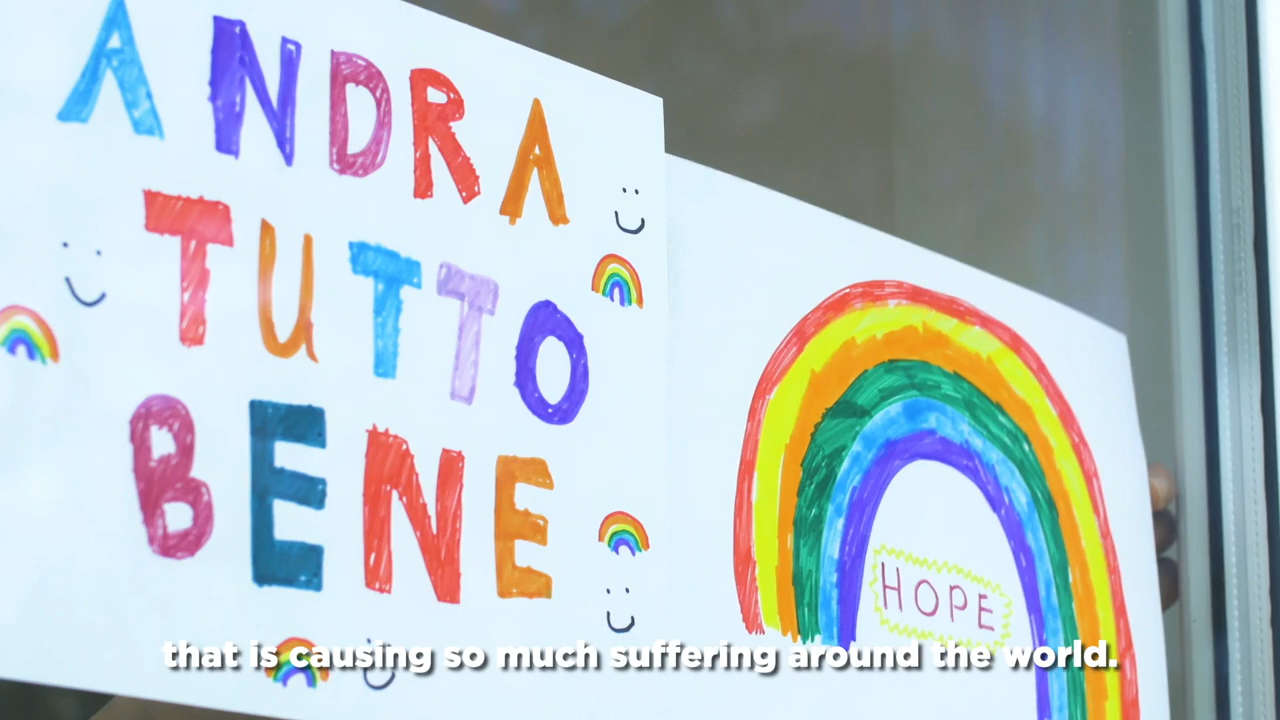 ANDRA
TUTTO
BENE
HOPE
that is causing so much suffering around the world.